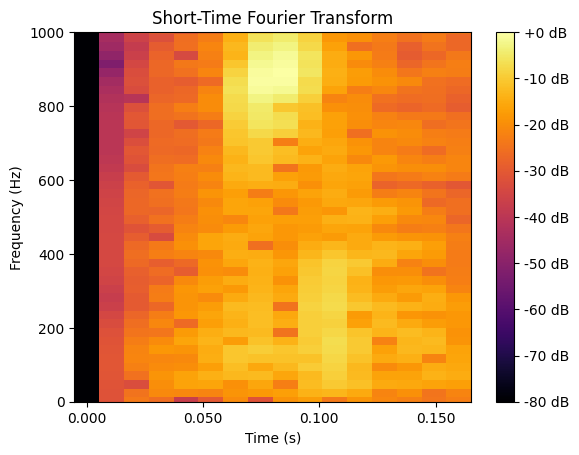 Short-Time Fourier Transform
1000
800
600
400
200
0
Frequency (Hz)
0.000
0.050
0.100
0.150
Time (s)
+0 dB
-10 dB
-20 dB
-30 dB
-40 dB
-50 dB
-60 dB
-70 dB
-80 dB